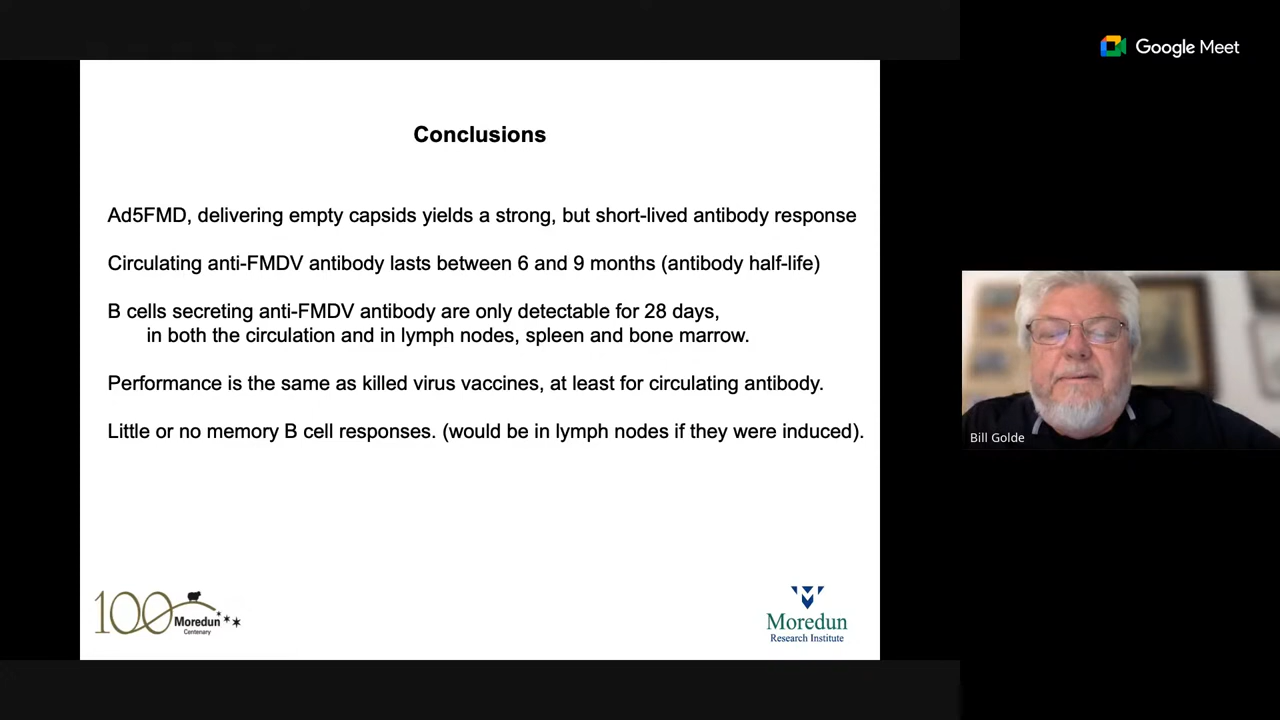 Google Meet
Conclusions
Ad5FMD, delivering empty capsids yields a strong, but short-lived antibody response
Circulating anti-FMDV antibody lasts between 6 and 9 months (antibody half-life)
B cells secreting anti-FMDV antibody are only detectable for 28 days,
in both the circulation and in lymph nodes, spleen and bone marrow.
Performance is the same as killed virus vaccines, at least for circulating antibody.
Little or no memory B cell responses. (would be in lymph nodes if they were induced).
Bill Golde
100
Moredun
Centenary
Moredun
Research Institute